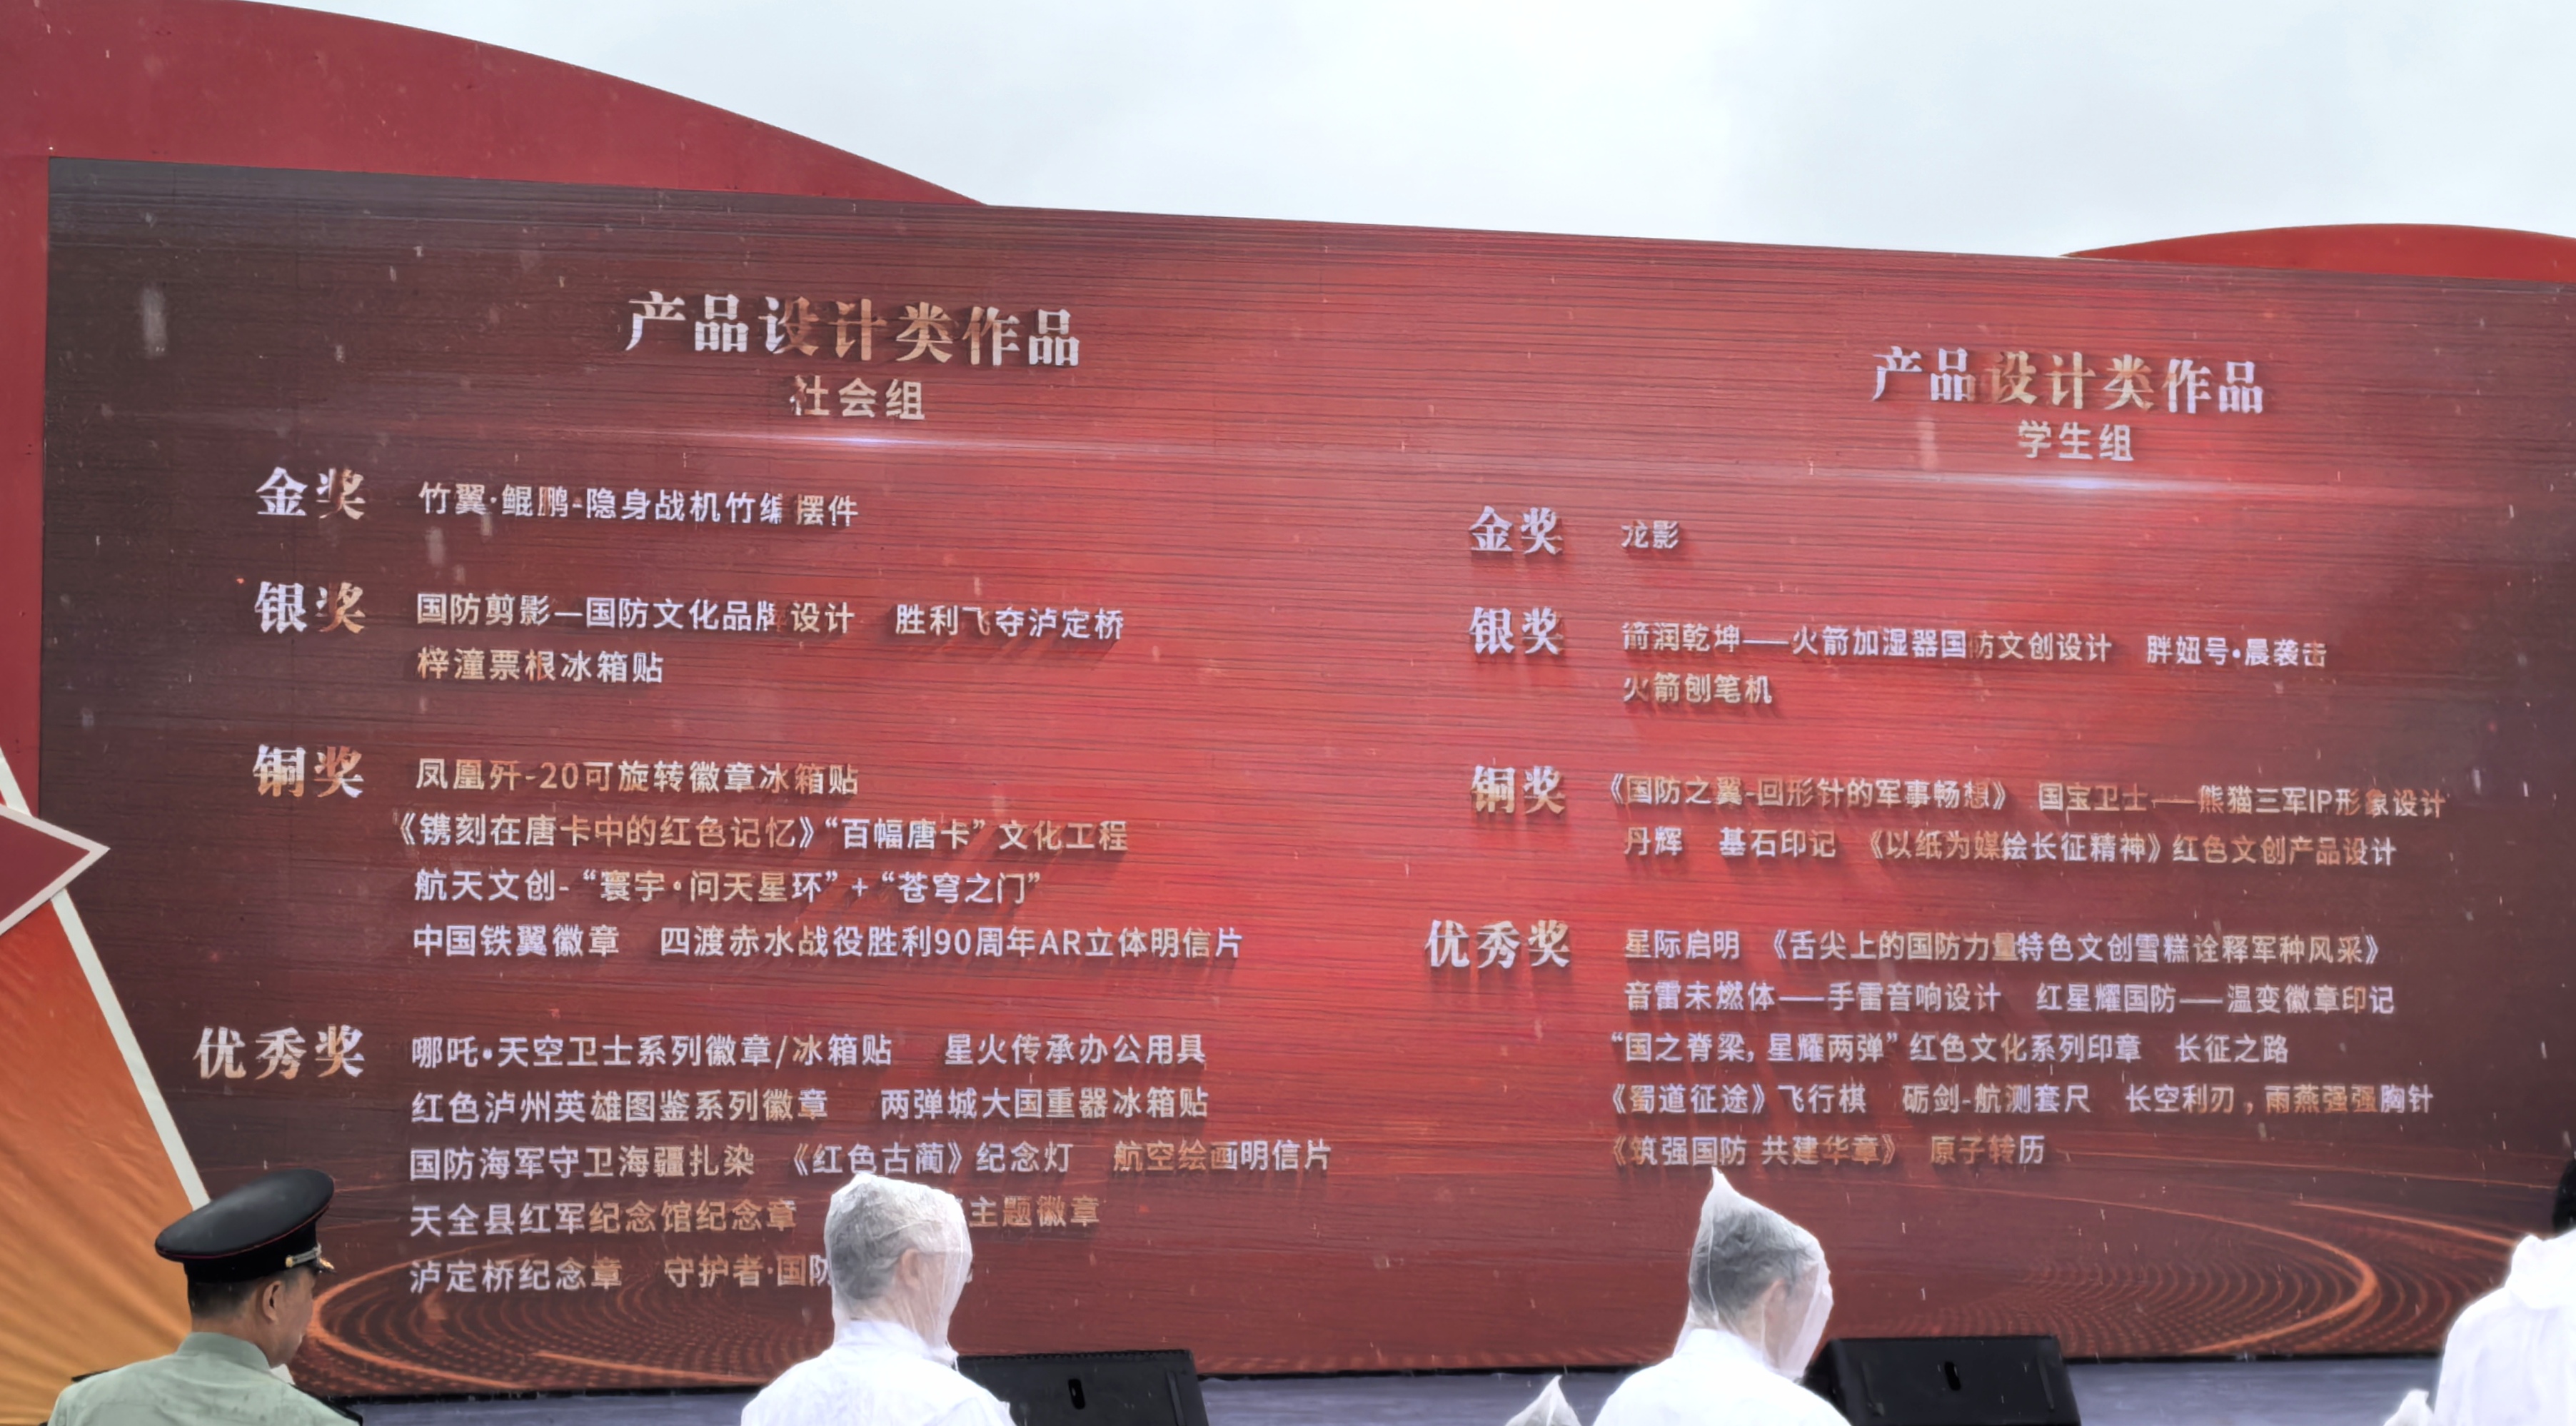 产品设计类作品
社会组
金奖 竹翼·鲲鹏-隐身战机竹编摆件
银奖 国防剪影—国防文化品牌设计 胜利飞夺泸定桥
梓潼票根冰箱贴
铜奖 凤凰歼-20可旋转徽章冰箱贴
《镌刻在唐卡中的红色记忆》“百幅唐卡”文化工程
航天文创-“寰宇·问天星环”+“苍穹之门”
中国铁翼徽章 四渡赤水战役胜利90周年AR立体明信片
优秀奖 哪吒·天空卫士系列徽章/冰箱贴 星火传承办公用具
红色泸州英雄图鉴系列徽章 两弹城大国重器冰箱贴
国防海军守卫海疆扎染 《红色古蔺》纪念灯 航空绘画明信片
天全县红军纪念馆纪念章 主题徽章
泸定桥纪念章 守护者·国防
产品设计类作品
学生组
金奖 龙影
银奖 箭润乾坤——火箭加湿器国防文创设计 胖妞号·晨袭击
火箭刨笔机
铜奖 《国防之翼-回形针的军事畅想》 国宝卫士——熊猫三军IP形象设计
丹辉 基石印记 《以纸为媒绘长征精神》红色文创产品设计
优秀奖 星际启明 《舌尖上的国防力量特色文创雪糕诠释军种风采》
音雷未燃体——手雷音响设计 红星耀国防——温变徽章印记
“国之脊梁，星耀两弹”红色文化系列印章 长征之路
《蜀道征途》飞行棋 砺剑-航测套尺 长空利刃，雨燕强强胸针
《筑强国防 共建华章》 原子转历